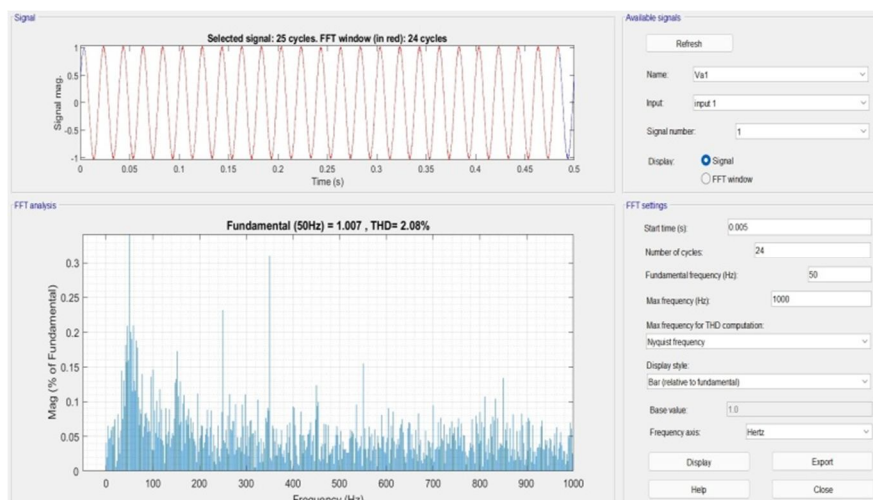 Signal
Selected signal: 25 cycles. FFT window (in red): 24 cycles
Signal mag.
1
0.5
0
-0.5
-1
0
0.05
0.1
0.15
0.2
0.25
0.3
0.35
0.4
0.45
0.5
Time (s)
FFT analysis
Fundamental (50Hz) = 1.007 , THD= 2.08%
Mag (% of Fundamental)
0.3
0.25
0.2
0.15
0.1
0.05
0
0
100
200
300
400
500
600
700
800
900
1000
Frequency (Hz)
Available signals
Refresh
Name:
Va1
Input:
input 1
Signal number:
1
Display:
Signal
FFT window
FFT settings
Start time (s):
0.005
Number of cycles:
24
Fundamental frequency (Hz):
50
Max frequency (Hz):
1000
Max frequency for THD computation:
Nyquist frequency
Display style:
Bar (relative to fundamental)
Base value:
1.0
Frequency axis:
Hertz
Display
Export
Help
Close